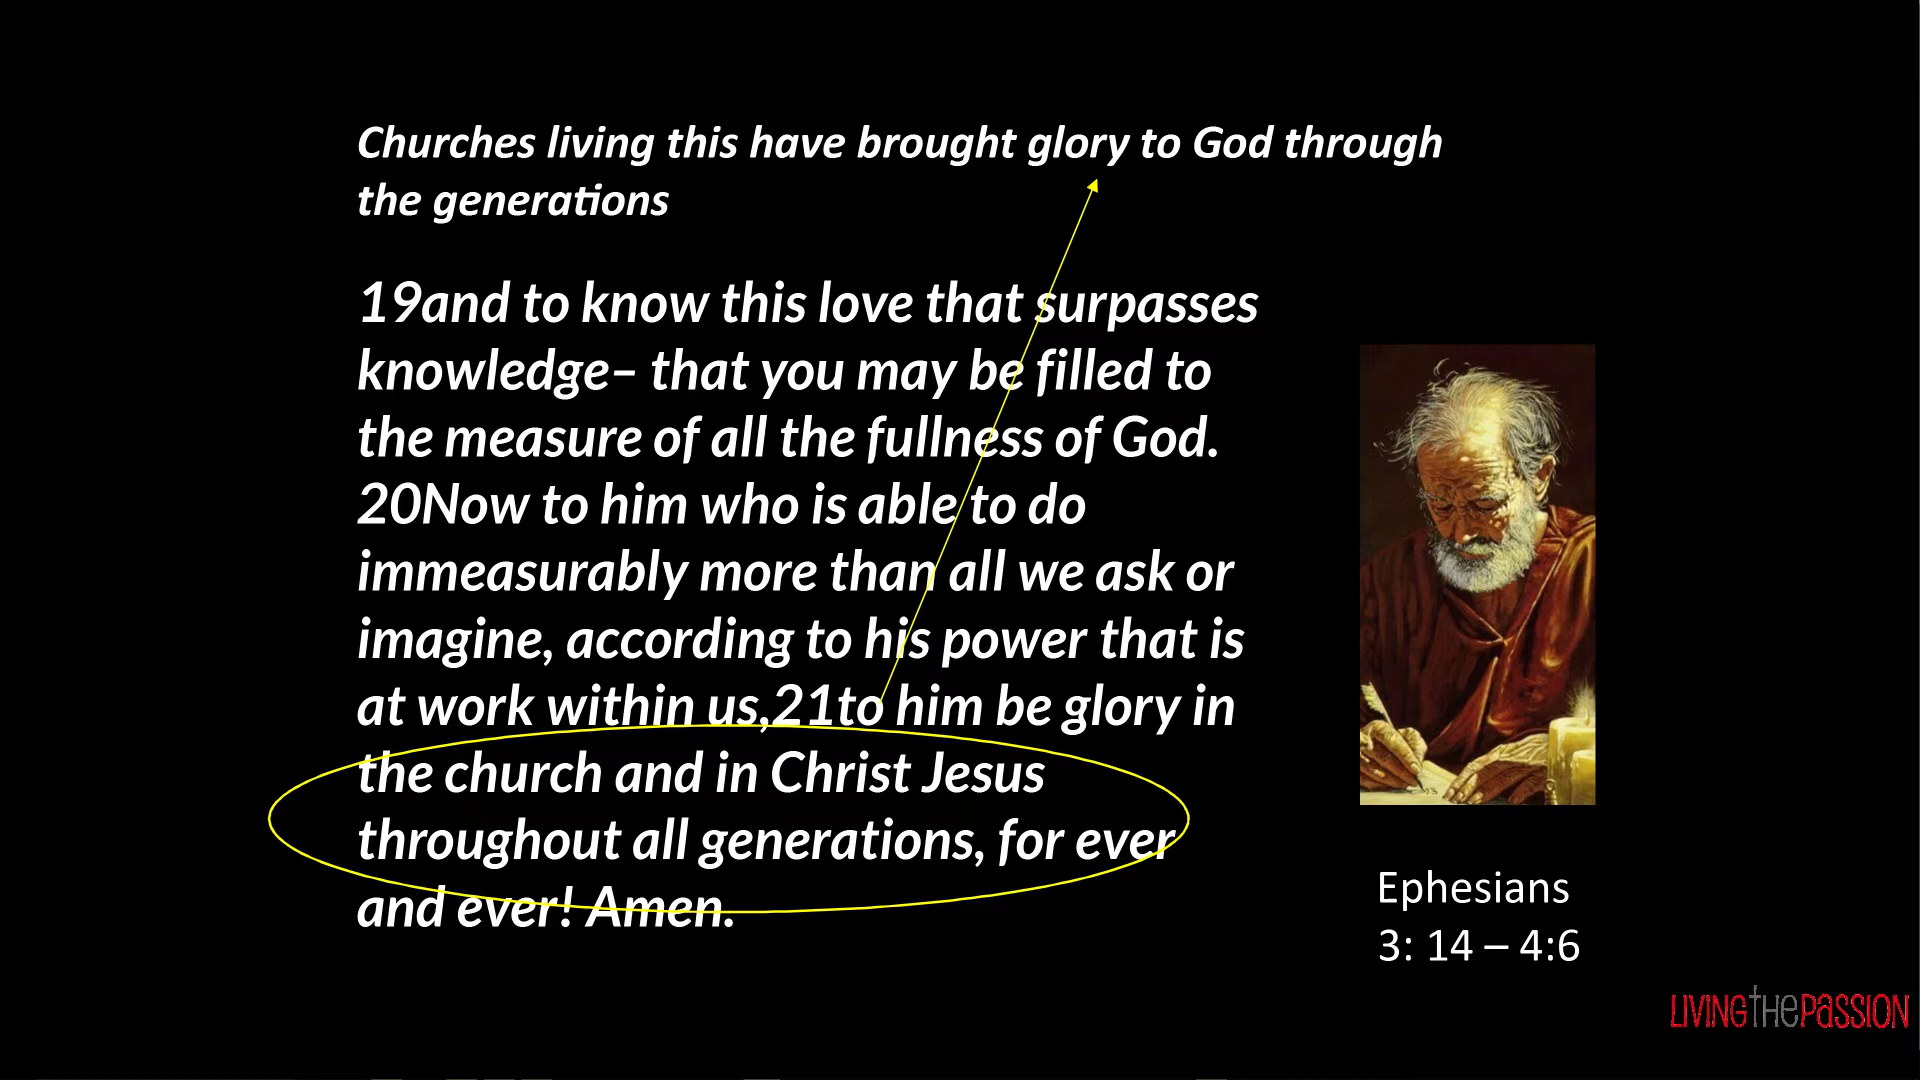 Churches living this have brought glory to God through
the generations
19and to know this love that surpasses
knowledge– that you may be filled to
the measure of all the fullness of God.
20Now to him who is able to do
immeasurably more than all we ask or
imagine, according to his power that is
at work within us,21to him be glory in
the church and in Christ Jesus
throughout all generations, for ever
and ever! Amen.
Ephesians
3: 14 – 4:6
LIVINGthePASSION